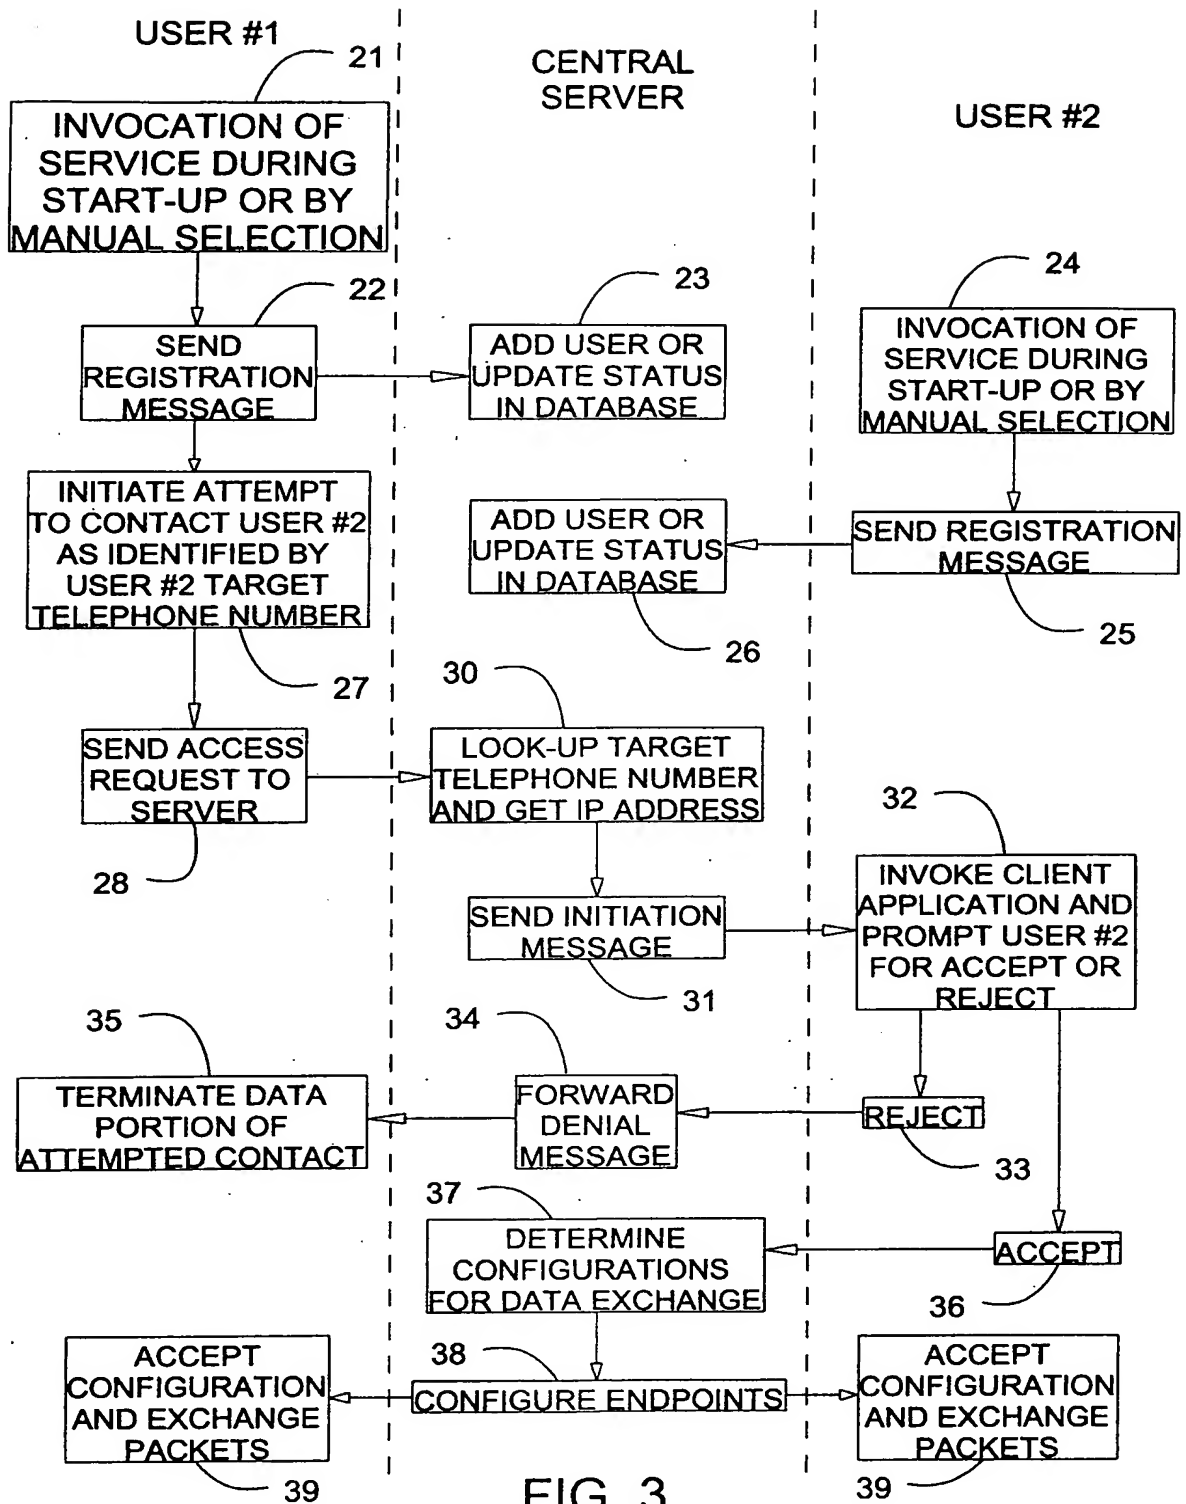 USER #1
21
CENTRAL
SERVER
USER #2
INVOCATION OF
SERVICE DURING
START-UP OR BY
MANUAL SELECTION
22
SEND
REGISTRATION
MESSAGE
23
ADD USER OR
UPDATE STATUS
IN DATABASE
24
INVOCATION OF
SERVICE DURING
START-UP OR BY
MANUAL SELECTION
INITIATE ATTEMPT
TO CONTACT USER #2
AS IDENTIFIED BY
USER #2 TARGET
TELEPHONE NUMBER
27
ADD USER OR
UPDATE STATUS
IN DATABASE
26
SEND REGISTRATION
MESSAGE
25
SEND ACCESS
REQUEST TO
SERVER
28
30
LOOK-UP TARGET
TELEPHONE NUMBER
AND GET IP ADDRESS
SEND INITIATION
MESSAGE
31
32
INVOKE CLIENT
APPLICATION AND
PROMPT USER #2
FOR ACCEPT OR
REJECT
35
TERMINATE DATA
PORTION OF
ATTEMPTED CONTACT
34
FORWARD
DENIAL
MESSAGE
REJECT
33
37
DETERMINE
CONFIGURATIONS
FOR DATA EXCHANGE
ACCEPT
36
ACCEPT
CONFIGURATION
AND EXCHANGE
PACKETS
39
38
CONFIGURE ENDPOINTS
ACCEPT
CONFIGURATION
AND EXCHANGE
PACKETS
39
FIG. 3